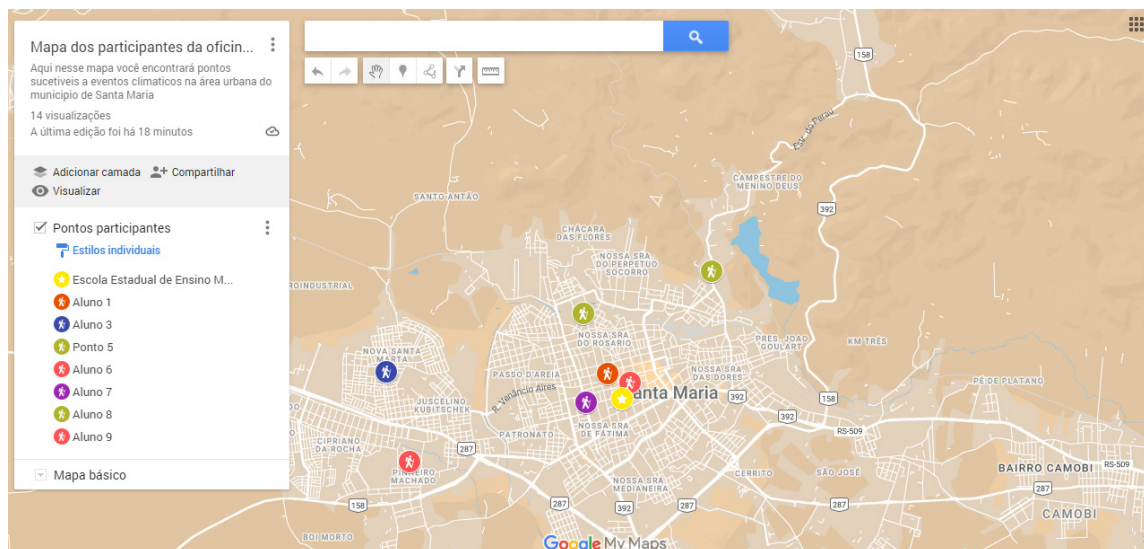 Mapa dos participantes da oficin...
Aqui nesse mapa você encontrará pontos
sucetiveis a eventos climaticos na área urbana do
municipio de Santa Maria
14 visualizações
A última edição foi há 18 minutos
Adicionar camada
Compartilhar
Visualizar
Pontos participantes
Estilos individuais
Escola Estadual de Ensino M...
Aluno 1
Aluno 3
Ponto 5
Aluno 6
Aluno 7
Aluno 8
Aluno 9
Mapa básico
158
Estr. do Perau
CAMPESTRE DO
MENINO DEUS
392
SANTO ANTÃO
CHÁCARA
DAS FLORES
NOSSA SRA.
DO PERPETUO
SOCORRO
ROINDUSTRIAL
NOSSA SRA.
DO ROSARIO
PRES. JOAO
GOULART
KM TRÊS
NOVA SANTA
MARTA
PASSO D'AREIA
NOSSA SRA.
DAS DORES
PÉ DE PLATANO
R. Venâncio Aires
anta Maria
392
158
JUSCELINO
KUBITSCHEK
RS-509
NOSSA SRA.
DE FÁTIMA
PATRONATO
CIPRIANO
DA ROCHA
287
PINHEIRO
MACHADO
CERRITO
SÃO JOSÉ
BAIRRO CAMOBI
RS-509
NOSSA SRA.
MEDIANEIRA
287
158
287
392
287
CAMOBI
BOI MORTO
Google My Maps